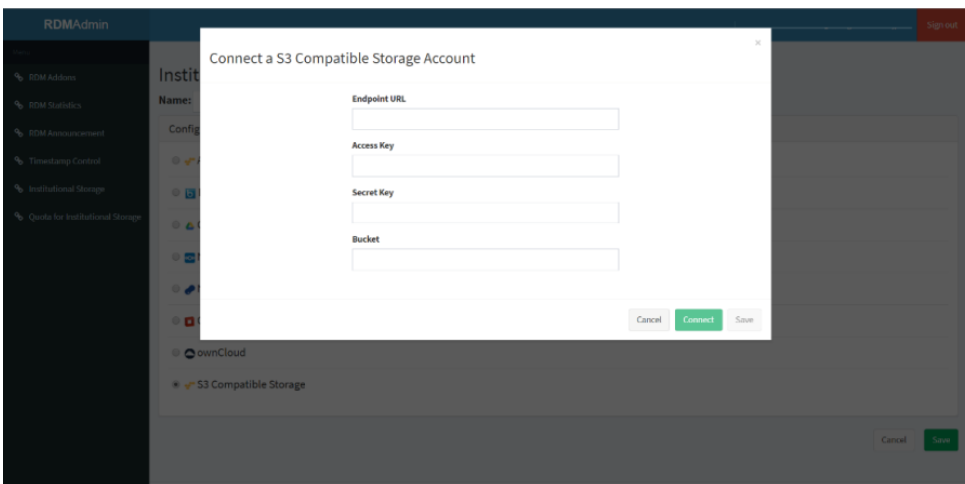 RDMAdmin
Sign out
Menu
RDM Addons
RDM Statistics
RDM Announcement
Timestamp Control
Institutional Storage
Quota for Institutional Storage
Instit
Name:
Config
ownCloud
S3 Compatible Storage
Cancel Save
×
Connect a S3 Compatible Storage Account
Endpoint URL
Access Key
Secret Key
Bucket
Cancel Connect Save